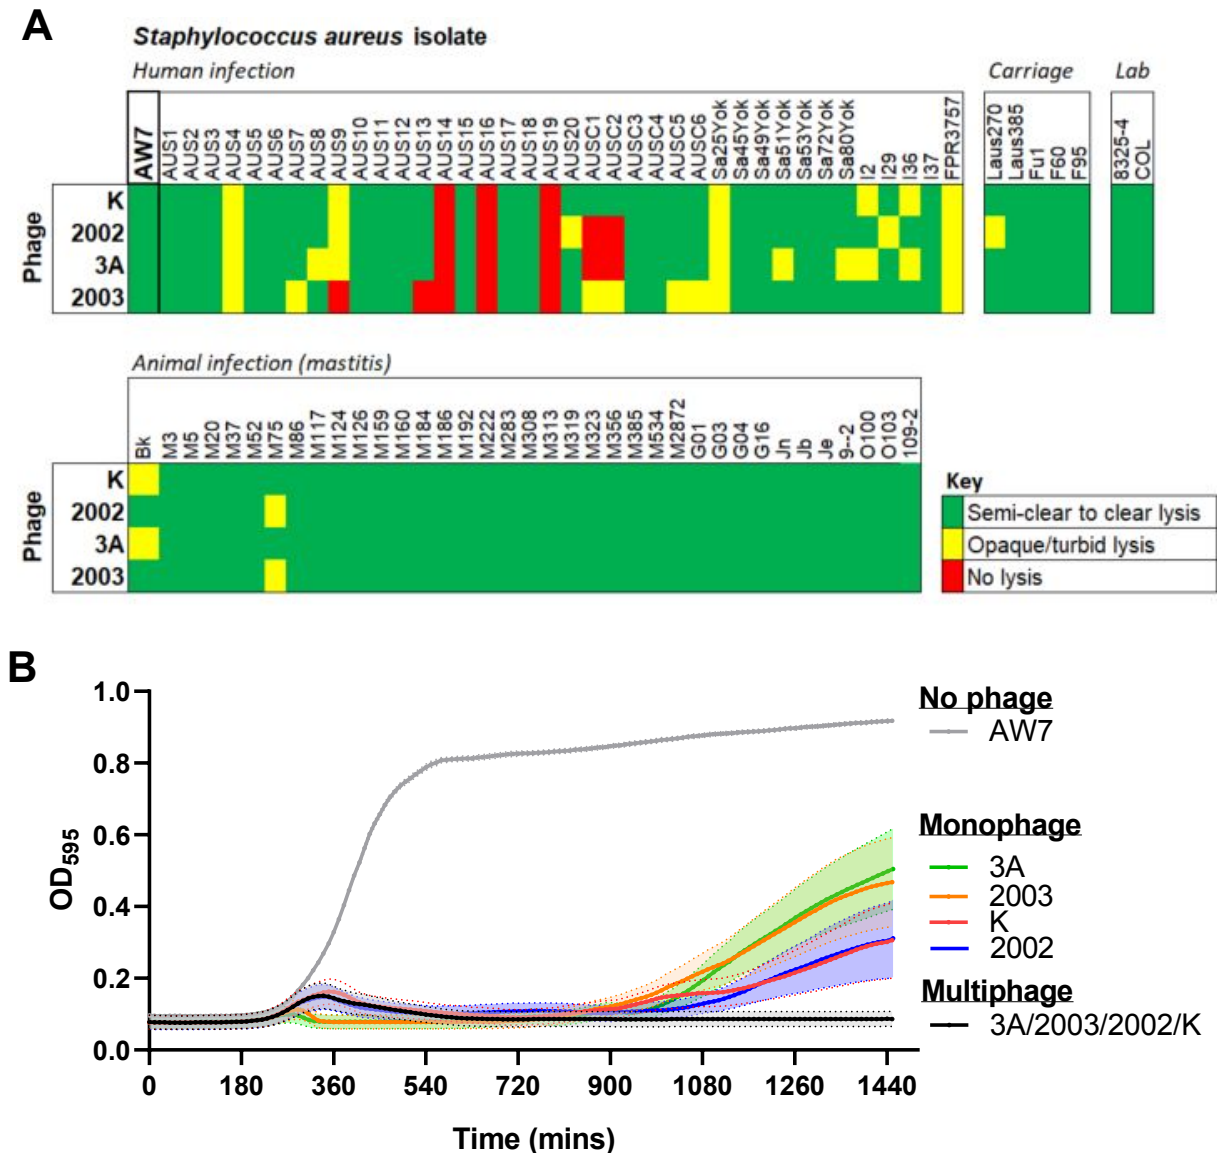 A
Staphylococcus aureus isolate
Human infection
Carriage
Lab
AW7
AUS1
AUS2
AUS3
AUS4
AUS5
AUS6
AUS7
AUS8
AUS9
AUS10
AUS11
AUS12
AUS13
AUS14
AUS16
AUS17
AUS18
AUS19
AUS20
AUSC1
AUSC2
AUSC3
AUSC4
AUSC5
AUSC6
Sa25Yok
Sa45Yok
Sa49Yok
Sa51Yok
Sa53Yok
Sa72Yok
Sa80Yok
I2
I29
I36
I37
FPR3757
Laus270
Laus385
Fu1
F60
F95
8325-4
COL
Phage
K
2002
3A
2003
Animal infection (mastitis)
Bk
M3
M5
M20
M37
M52
M75
M86
M117
M124
M126
M159
M160
M184
M186
M192
M222
M283
M308
M313
M319
M323
M356
M385
M534
M2872
G01
G03
G04
G16
Jn
Jb
Je
9--2
O100
O103
109-2
Phage
K
2002
3A
2003
Key
Semi-clear to clear lysis
Opaque/turbid lysis
No lysis
B
1.0
0.8
0.6
0.4
0.2
0.0
OD595
0 180 360 540 720 900 1080 1260 1440
Time (mins)
No phage
AW7
Monophage
3A
2003
K
2002
Multiphage
3A/2003/2002/K